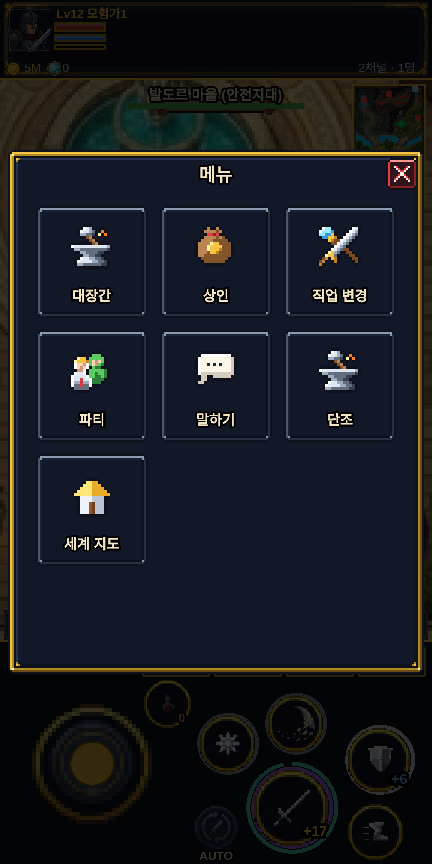 Lv12 모험가1
5M 0
2채널 · 1명
발도르 마을 (안전지대)
메뉴
대장간
상인
직업 변경
파티
말하기
단조
세계 지도
0
+6
+17
AUTO